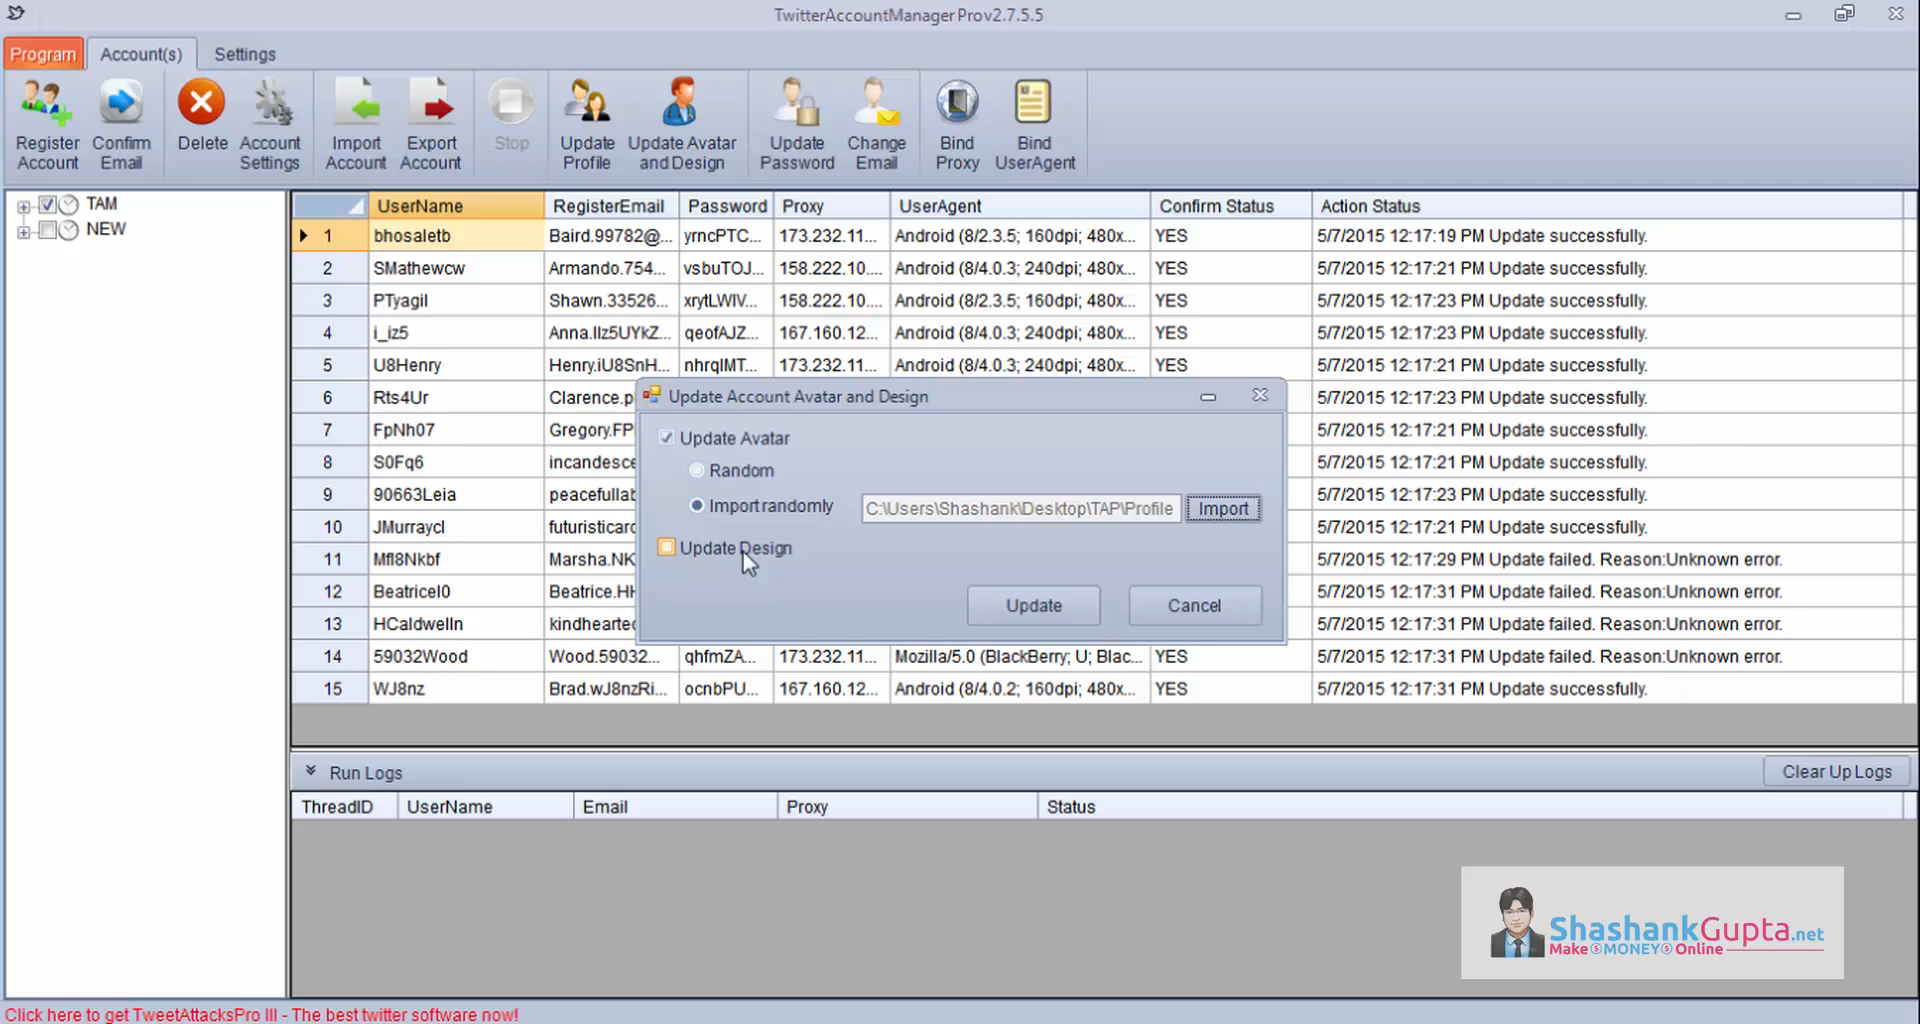 TwitterAccountManager Pro v2.7.5.5
Program Account(s) Settings
Register Account
Confirm Email
Delete
Account Settings
Import Account
Export Account
Stop
Update Profile
Update Avatar and Design
Update Password
Change Email
Bind Proxy
Bind UserAgent
TAM
NEW
UserName RegisterEmail Password Proxy UserAgent Confirm Status Action Status
1 bhosaletb Baird.99782@... yrncPTC... 173.232.11... Android (8/2.3.5; 160dpi; 480x... YES 5/7/2015 12:17:19 PM Update successfully.
2 SMathewcw Armando.754... vsbuTOJ... 158.222.10.... Android (8/4.0.3; 240dpi; 480x... YES 5/7/2015 12:17:21 PM Update successfully.
3 PTyagil Shawn.33526... xrytLWIV... 158.222.10.... Android (8/2.3.5; 160dpi; 480x... YES 5/7/2015 12:17:23 PM Update successfully.
4 i_iz5 Anna.IIz5UYkZ... qeofAJZ... 167.160.12... Android (8/4.0.3; 240dpi; 480x... YES 5/7/2015 12:17:23 PM Update successfully.
5 U8Henry Henry.iU8SnH... nhrqIMT... 173.232.11... Android (8/4.0.3; 240dpi; 480x... YES 5/7/2015 12:17:21 PM Update successfully.
6 Rts4Ur Clarence.p 5/7/2015 12:17:23 PM Update successfully.
7 FpNh07 Gregory.FP 5/7/2015 12:17:21 PM Update successfully.
8 S0Fq6 incandesce 5/7/2015 12:17:21 PM Update successfully.
9 90663Leia peacefullab 5/7/2015 12:17:23 PM Update successfully.
10 JMurraycl futuristicard 5/7/2015 12:17:21 PM Update successfully.
11 Mfl8Nkbf Marsha.NK 5/7/2015 12:17:29 PM Update failed. Reason:Unknown error.
12 Beatricel0 Beatrice.HH 5/7/2015 12:17:31 PM Update failed. Reason:Unknown error.
13 HCaldwelln kindhearted 5/7/2015 12:17:31 PM Update failed. Reason:Unknown error.
14 59032Wood Wood.59032... qhfmZA... 173.232.11... Mozilla/5.0 (BlackBerry; U; Blac... YES 5/7/2015 12:17:31 PM Update failed. Reason:Unknown error.
15 WJ8nz Brad.wJ8nzRi... ocnbPU... 167.160.12... Android (8/4.0.2; 160dpi; 480x... YES 5/7/2015 12:17:31 PM Update successfully.
Update Account Avatar and Design
Update Avatar
Random
Import randomly C:\Users\Shashank\Desktop\TAP\Profile Import
Update Design
Update Cancel
Run Logs Clear Up Logs
ThreadID UserName Email Proxy Status
ShashankGupta.net
Make $MONEY$ Online
Click here to get TweetAttacksPro III - The best twitter software now!